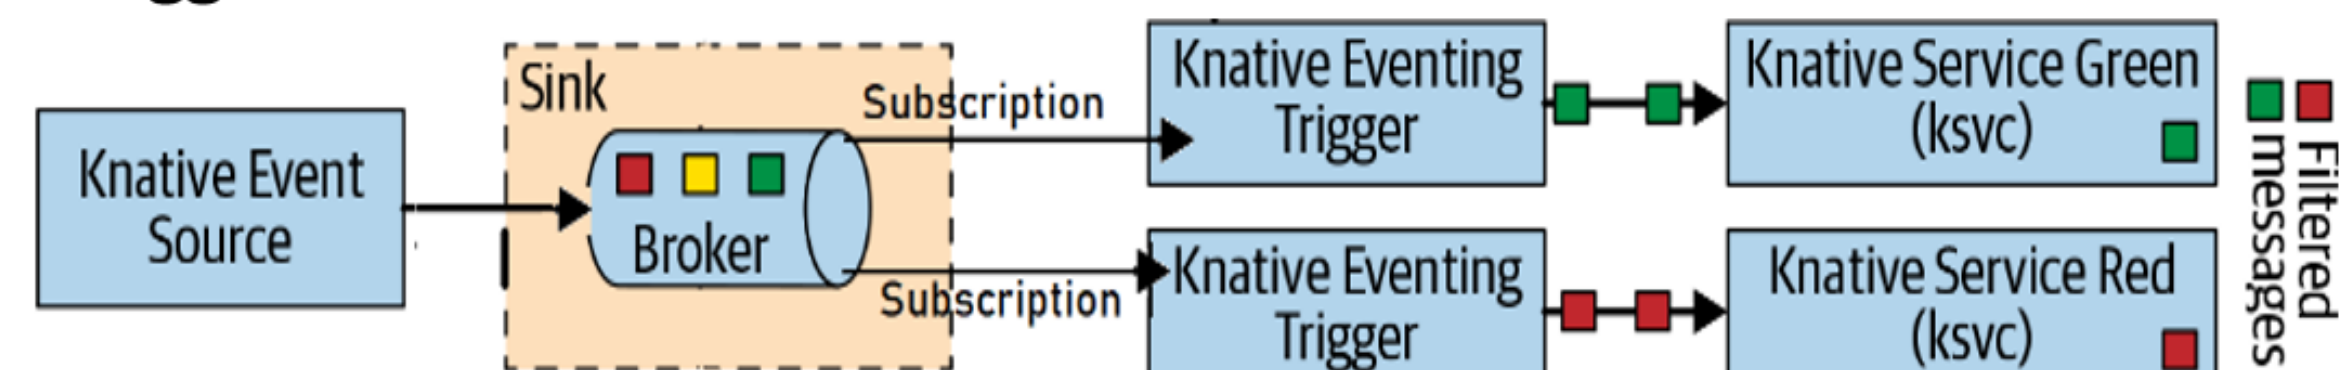 Knative Event
Source
Sink
Broker
Subscription
Subscription
Knative Eventing
Trigger
Knative Service Green
(ksvc)
Knative Eventing
Trigger
Knative Service Red
(ksvc)
Filtered
messages